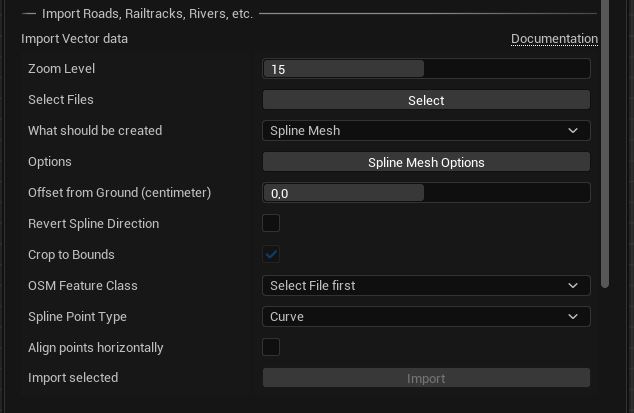 Import Roads, Railtracks, Rivers, etc.
Import Vector data Documentation
Zoom Level 15
Select Files Select
What should be created Spline Mesh
Options Spline Mesh Options
Offset from Ground (centimeter) 0,0
Revert Spline Direction
Crop to Bounds
OSM Feature Class Select File first
Spline Point Type Curve
Align points horizontally
Import selected Import